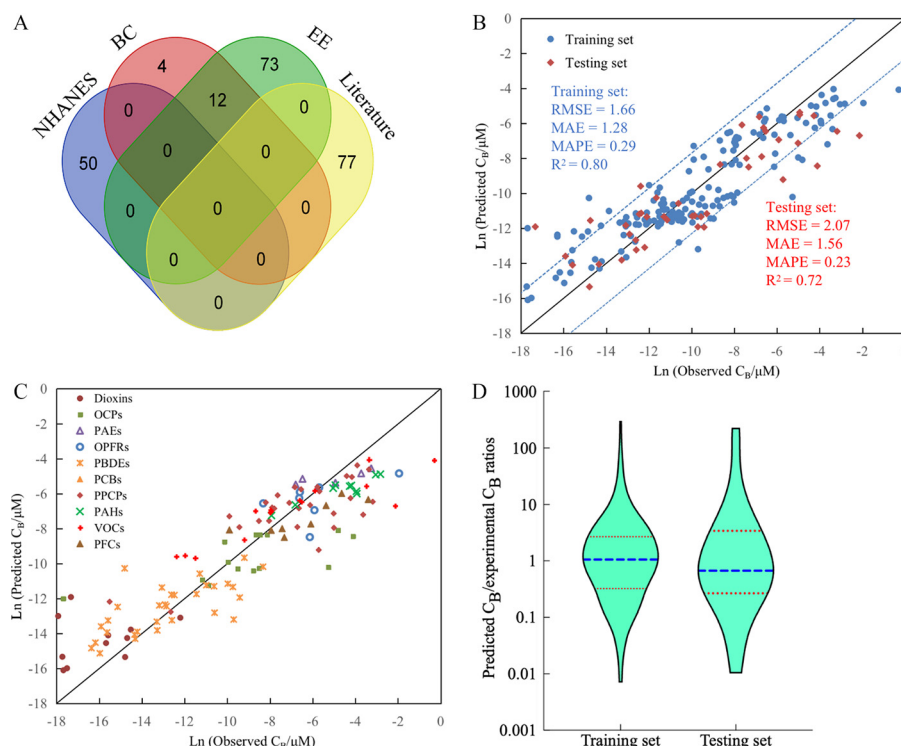 A
NHANES
BC
EE
Literature
4
73
50
0
12
0
77
0
0
0
0
0
0
0
0
0
B
Ln (Predicted C_B/μM)
0
-2
-4
-6
-8
-10
-12
-14
-16
-18
Training set
Testing set
Training set:
RMSE = 1.66
MAE = 1.28
MAPE = 0.29
R² = 0.80
Testing set:
RMSE = 2.07
MAE = 1.56
MAPE = 0.23
R² = 0.72
-18 -16 -14 -12 -10 -8 -6 -4 -2
Ln (Observed C_B/μM)
C
Ln (Predicted C_B/μM)
0
-2
-4
-6
-8
-10
-12
-14
-16
-18
Dioxins
OCPs
PAEs
OPFRs
PBDEs
PCBs
PPCPs
PAHs
VOCs
PFCs
-18 -16 -14 -12 -10 -8 -6 -4 -2 0
Ln (Observed C_B/μM)
D
Predicted C_B/experimental C_B ratios
1000
100
10
1
0.1
0.01
0.001
Training set Testing set